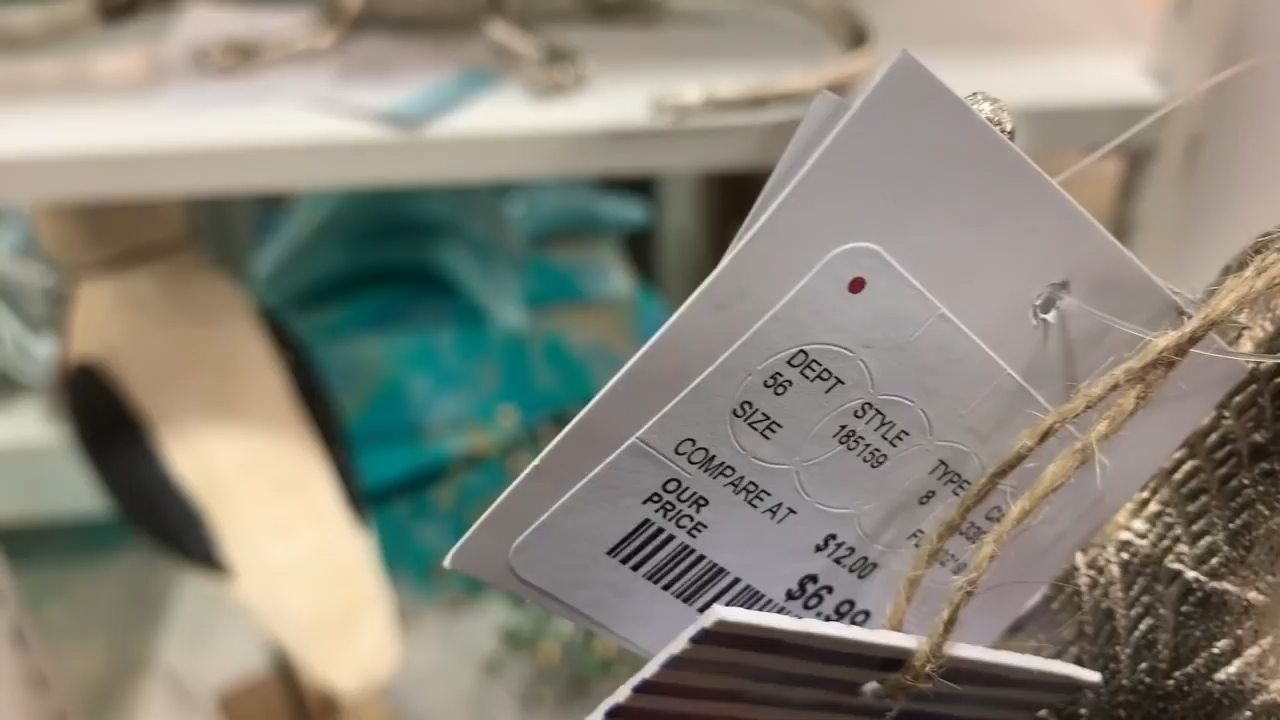 DEPT STYLE TYPE
56 185159 8
SIZE
COMPARE AT $12.00
OUR
PRICE $6.99